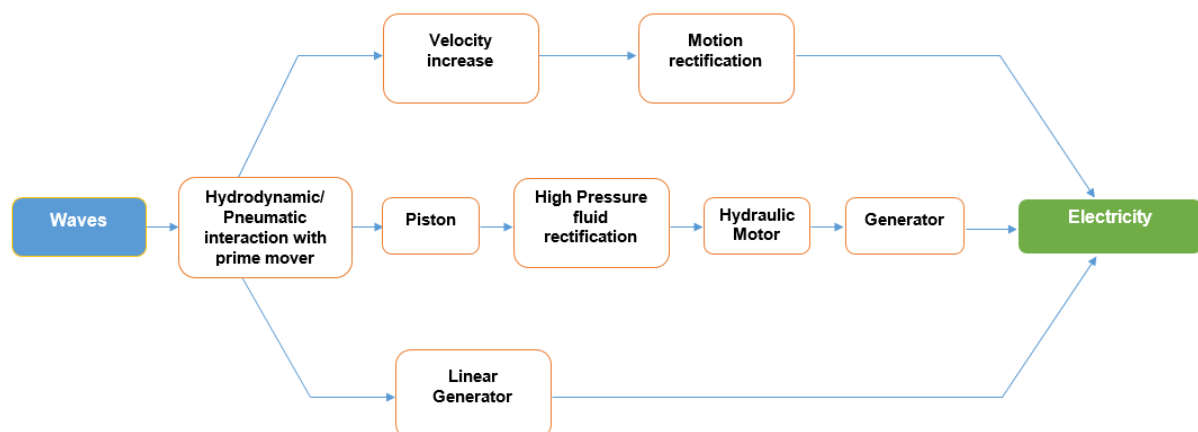 Velocity
increase
Motion
rectification
Waves
Hydrodynamic/
Pneumatic
interaction with
prime mover
Piston
High Pressure
fluid
rectification
Hydraulic
Motor
Generator
Electricity
Linear
Generator